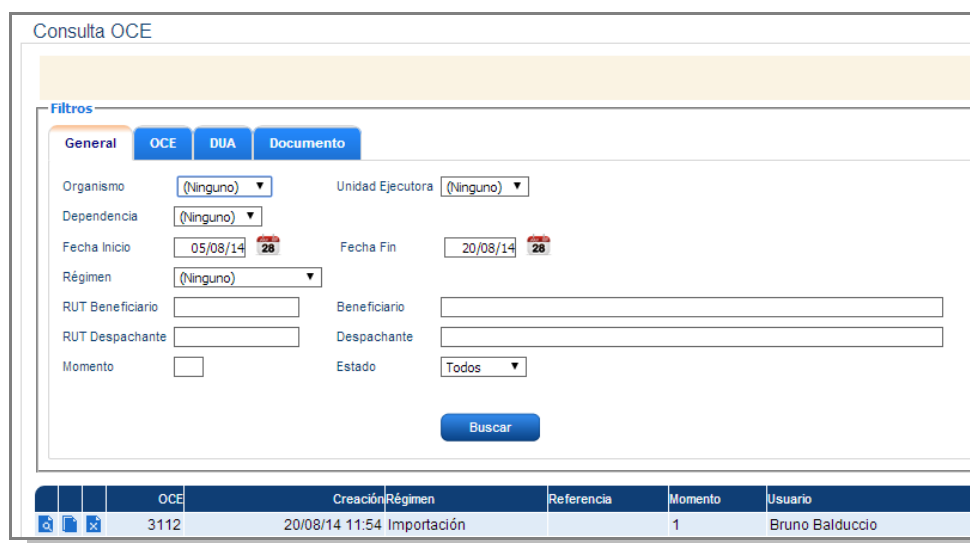 Consulta OCE
Filtros
General OCE DUA Documento
Organismo (Ninguno) Unidad Ejecutora (Ninguno)
Dependencia (Ninguno)
Fecha Inicio 05/08/14 28 Fecha Fin 20/08/14 28
Régimen (Ninguno)
RUT Beneficiario Beneficiario
RUT Despachante Despachante
Momento Estado Todos
Buscar
OCE Creación Régimen Referencia Momento Usuario
3112 20/08/14 11:54 Importación 1 Bruno Balduccio